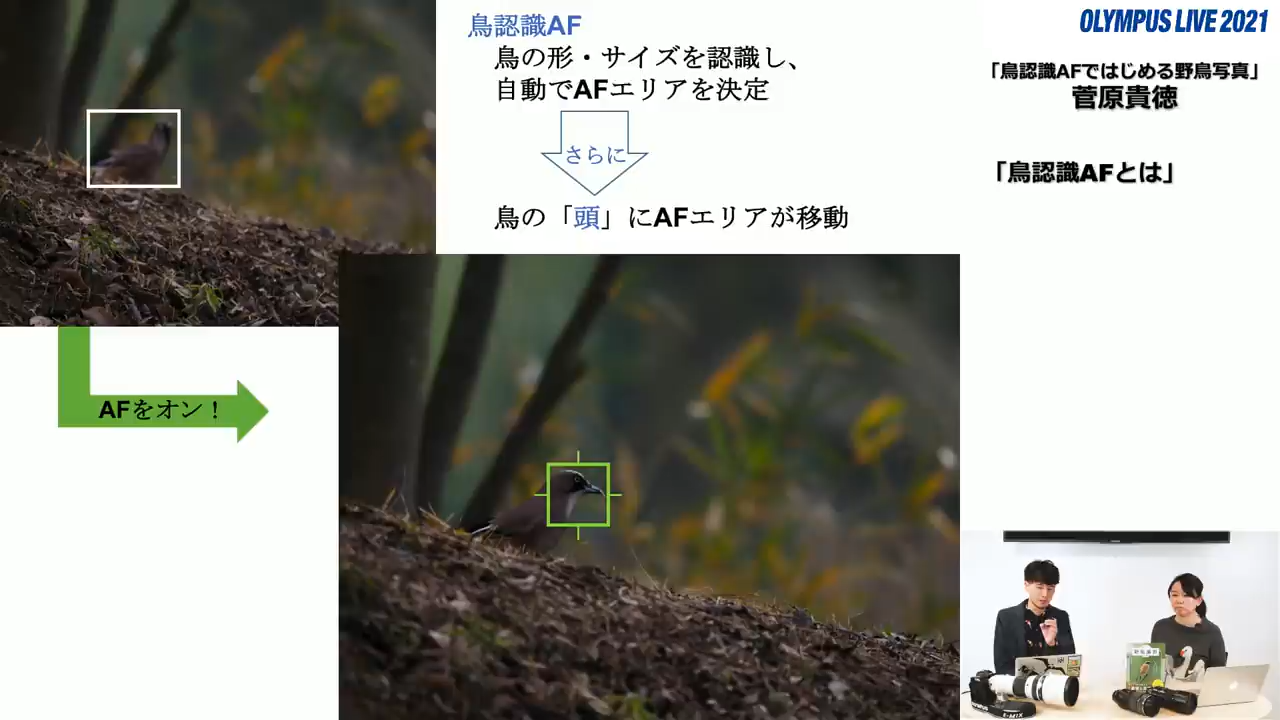 鳥認識AF
鳥の形・サイズを認識し、
自動でAFエリアを決定
さらに
鳥の「頭」にAFエリアが移動
AFをオン！
OLYMPUS LIVE 2021
「鳥認識AFではじめる野鳥写真」
菅原貴徳
「鳥認識AFとは」
OLYMPUS
E-M1X